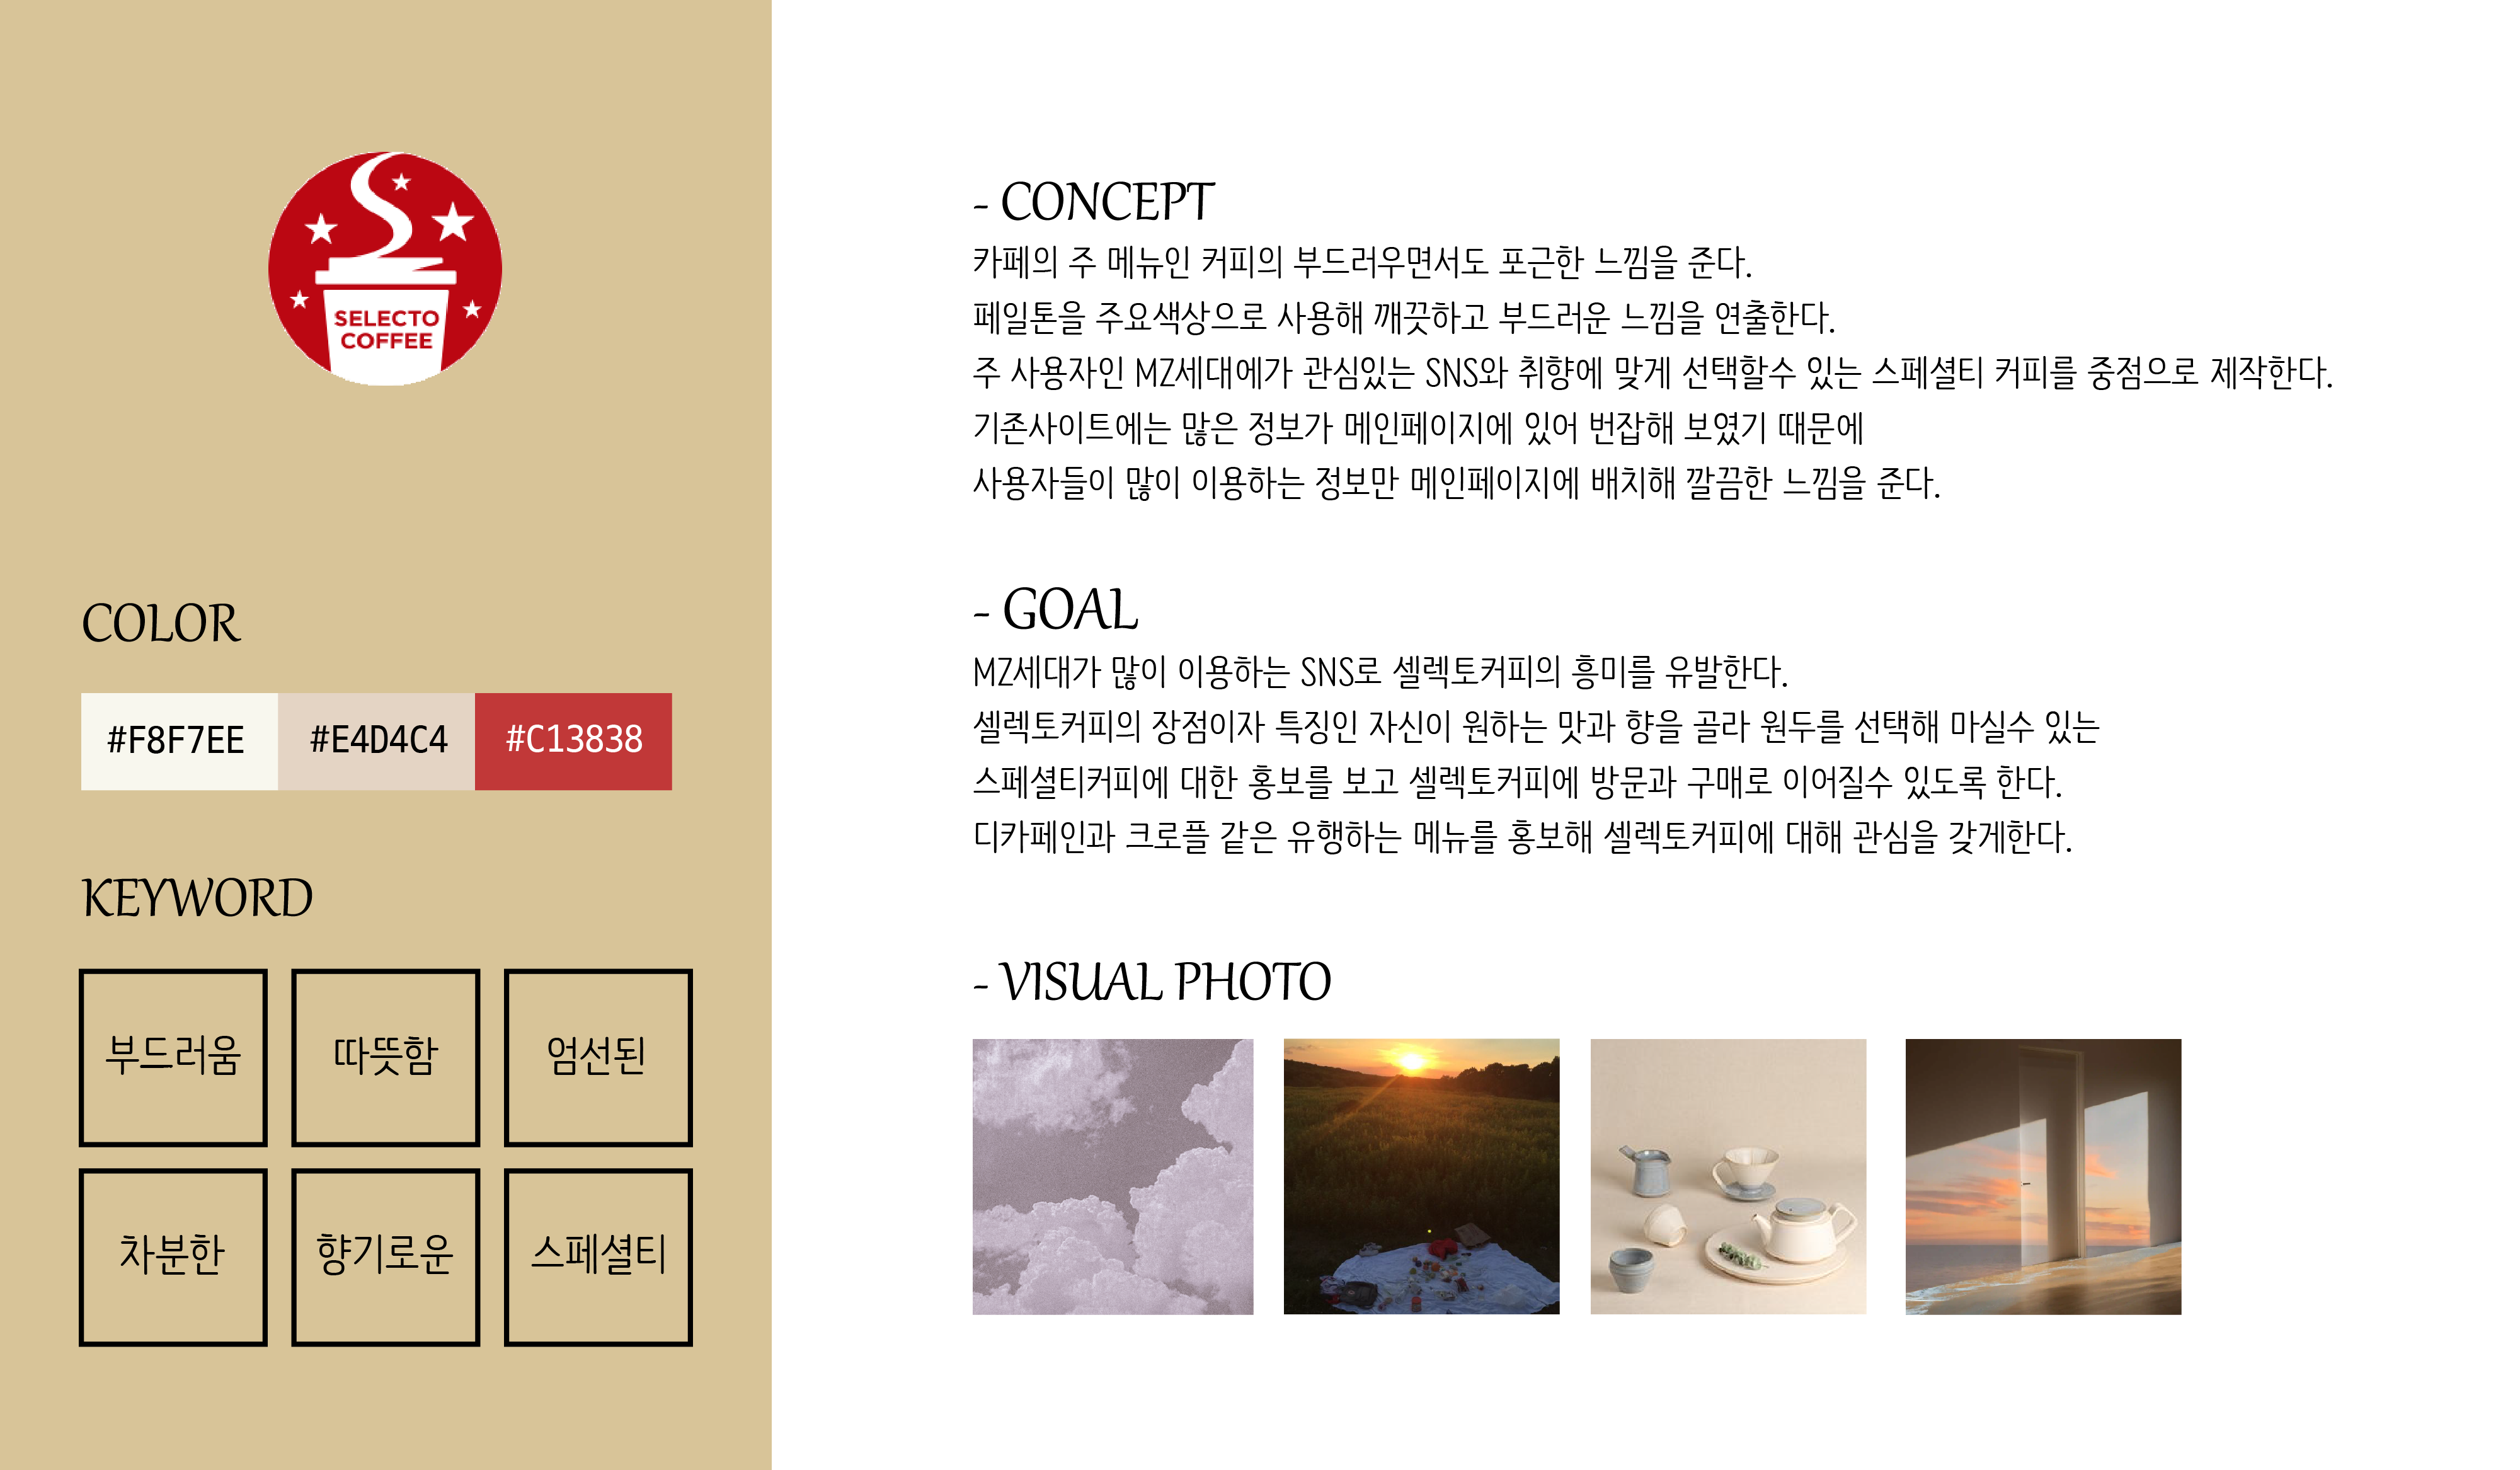 SELECTO
COFFEE
COLOR
#F8F7EE #E4D4C4 #C13838
KEYWORD
부드러움 따뜻함 엄선된
차분한 향기로운 스페셜티
- CONCEPT
카페의 주 메뉴인 커피의 부드러우면서도 포근한 느낌을 준다.
페일톤을 주요색상으로 사용해 깨끗하고 부드러운 느낌을 연출한다.
주 사용자인 MZ세대에가 관심있는 SNS와 취향에 맞게 선택할수 있는 스페셜티 커피를 중점으로 제작한다.
기존사이트에는 많은 정보가 메인페이지에 있어 번잡해 보였기 때문에
사용자들이 많이 이용하는 정보만 메인페이지에 배치해 깔끔한 느낌을 준다.
- GOAL
MZ세대가 많이 이용하는 SNS로 셀렉토커피의 흥미를 유발한다.
셀렉토커피의 장점이자 특징인 자신이 원하는 맛과 향을 골라 원두를 선택해 마실수 있는
스페셜티커피에 대한 홍보를 보고 셀렉토커피에 방문과 구매로 이어질수 있도록 한다.
디카페인과 크로플 같은 유행하는 메뉴를 홍보해 셀렉토커피에 대해 관심을 갖게한다.
- VISUAL PHOTO